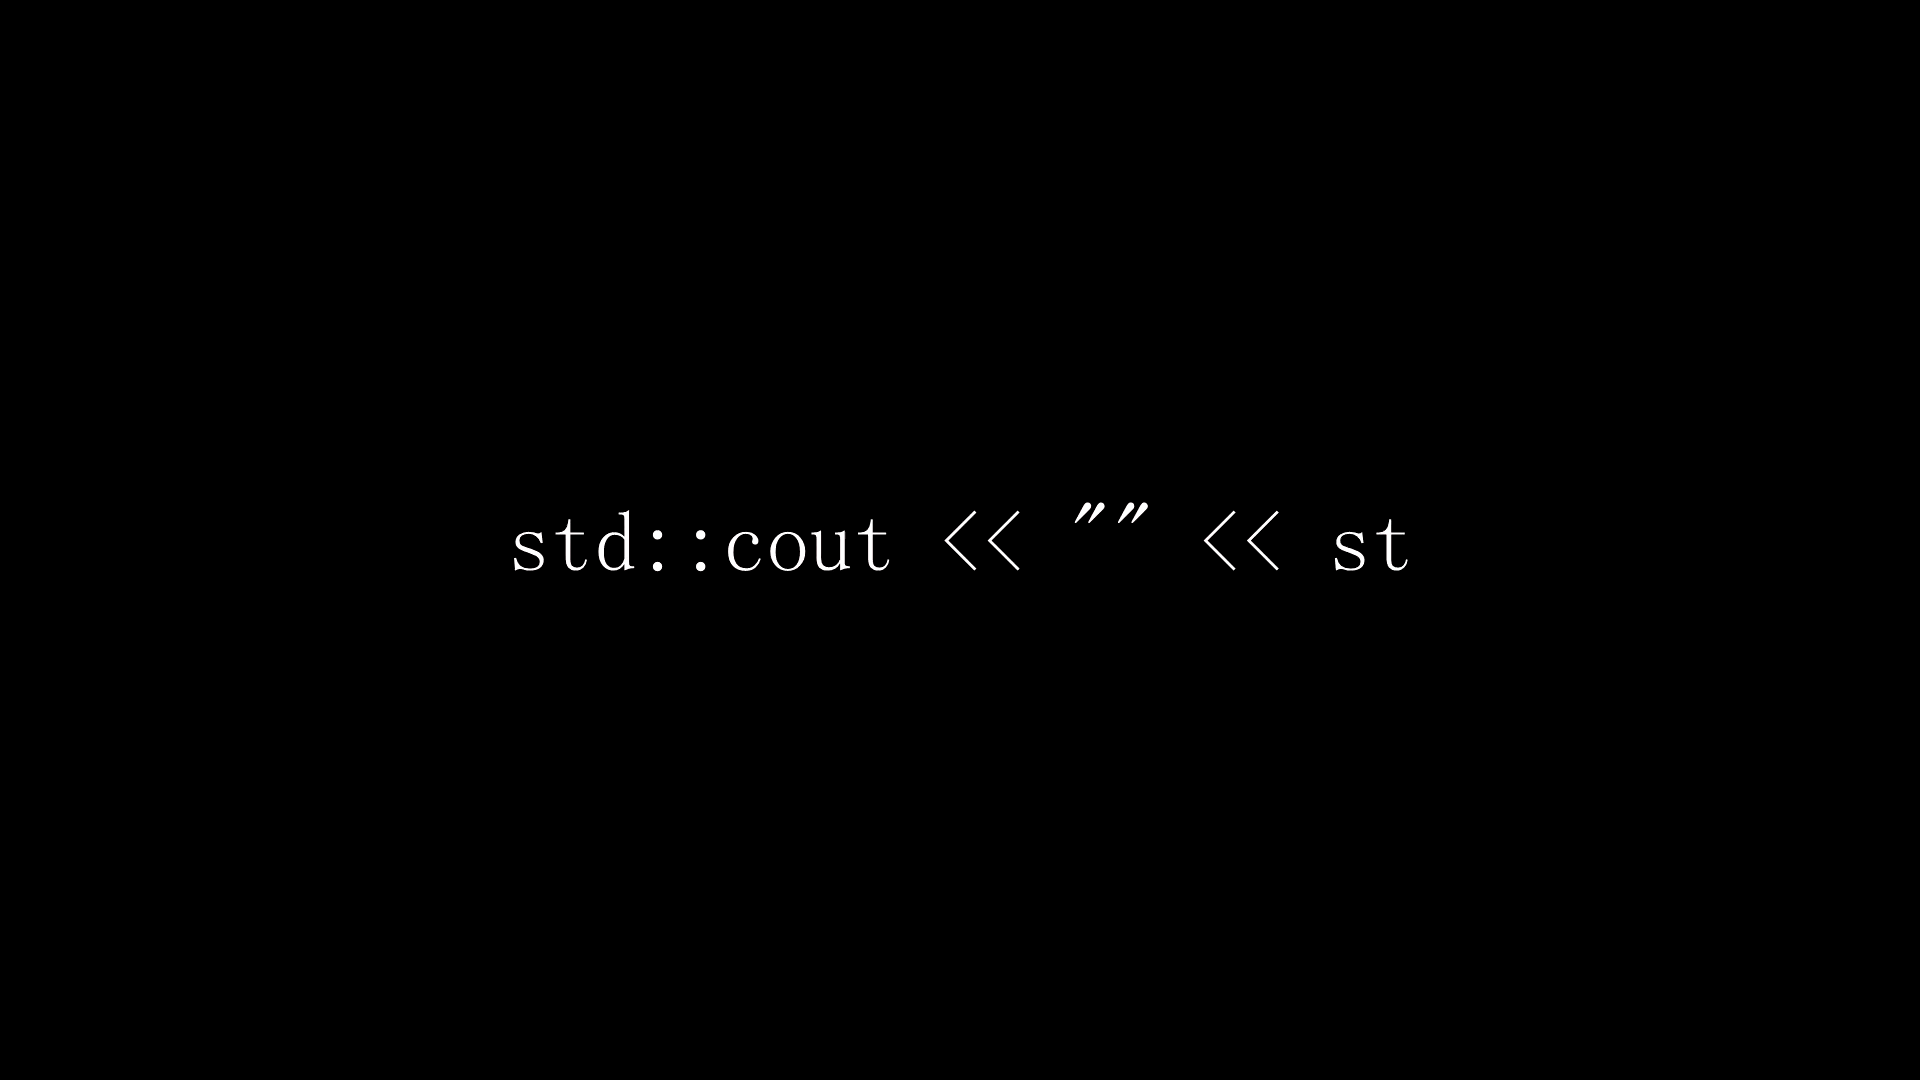 std::cout << "" << st